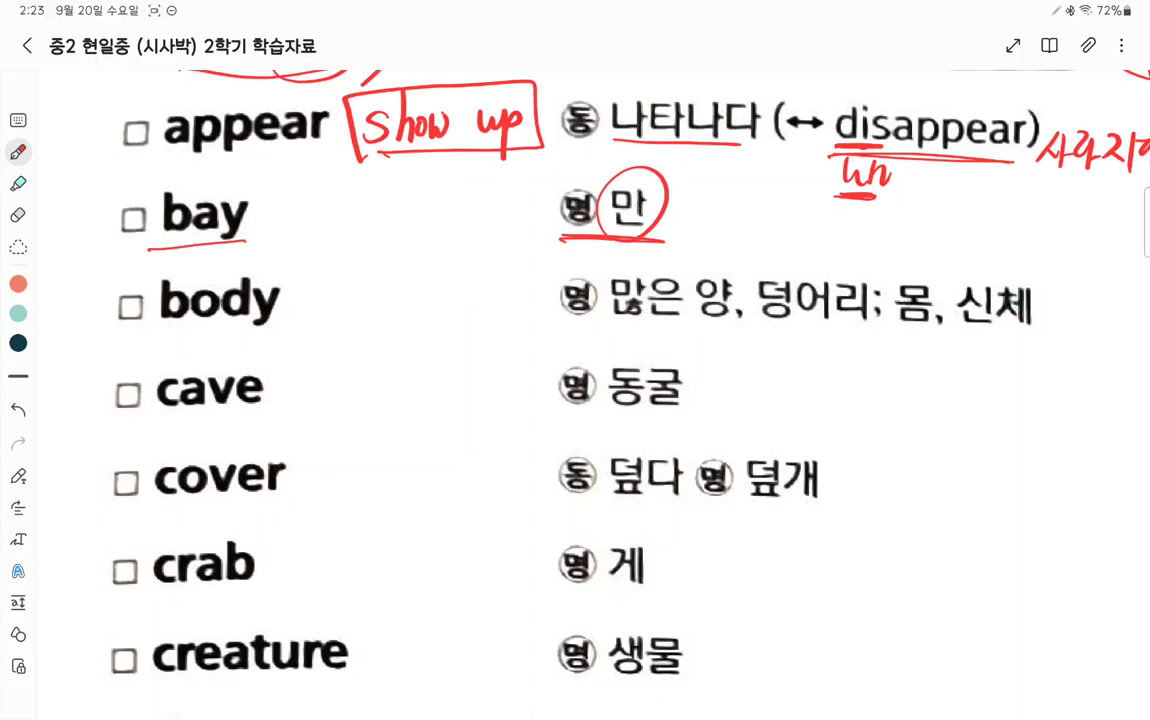 2:23 9월 20일 수요일 72%
중2 현일중 (시사박) 2학기 학습자료
appear show up 동 나타나다 (↔ disappear)
un
bay 명 만
body 명 많은 양, 덩어리; 몸, 신체
cave 명 동굴
cover 동 덮다 명 덮개
crab 명 게
creature 명 생물